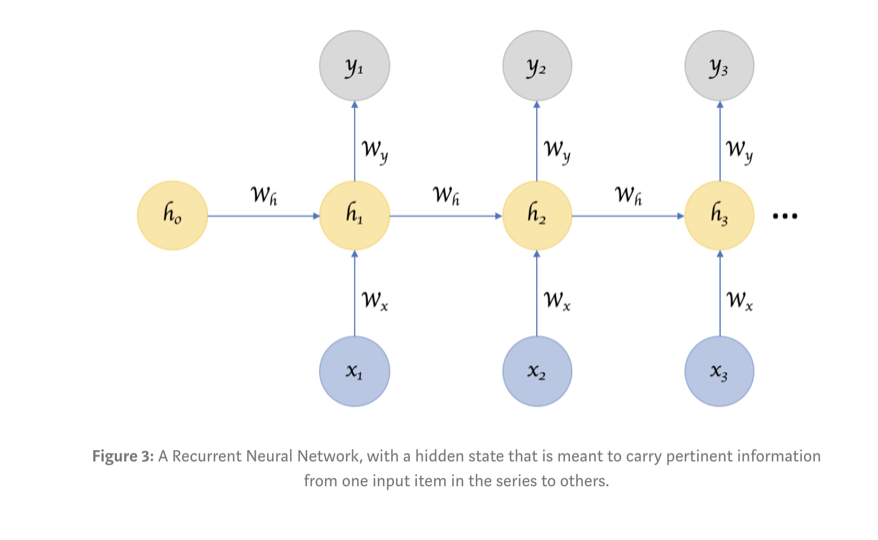 y₁ y₂ y₃
Wy Wy Wy
h₀ Wh h₁ Wh h₂ Wh h₃ ...
Wx Wx Wx
x₁ x₂ x₃
Figure 3: A Recurrent Neural Network, with a hidden state that is meant to carry pertinent information
from one input item in the series to others.